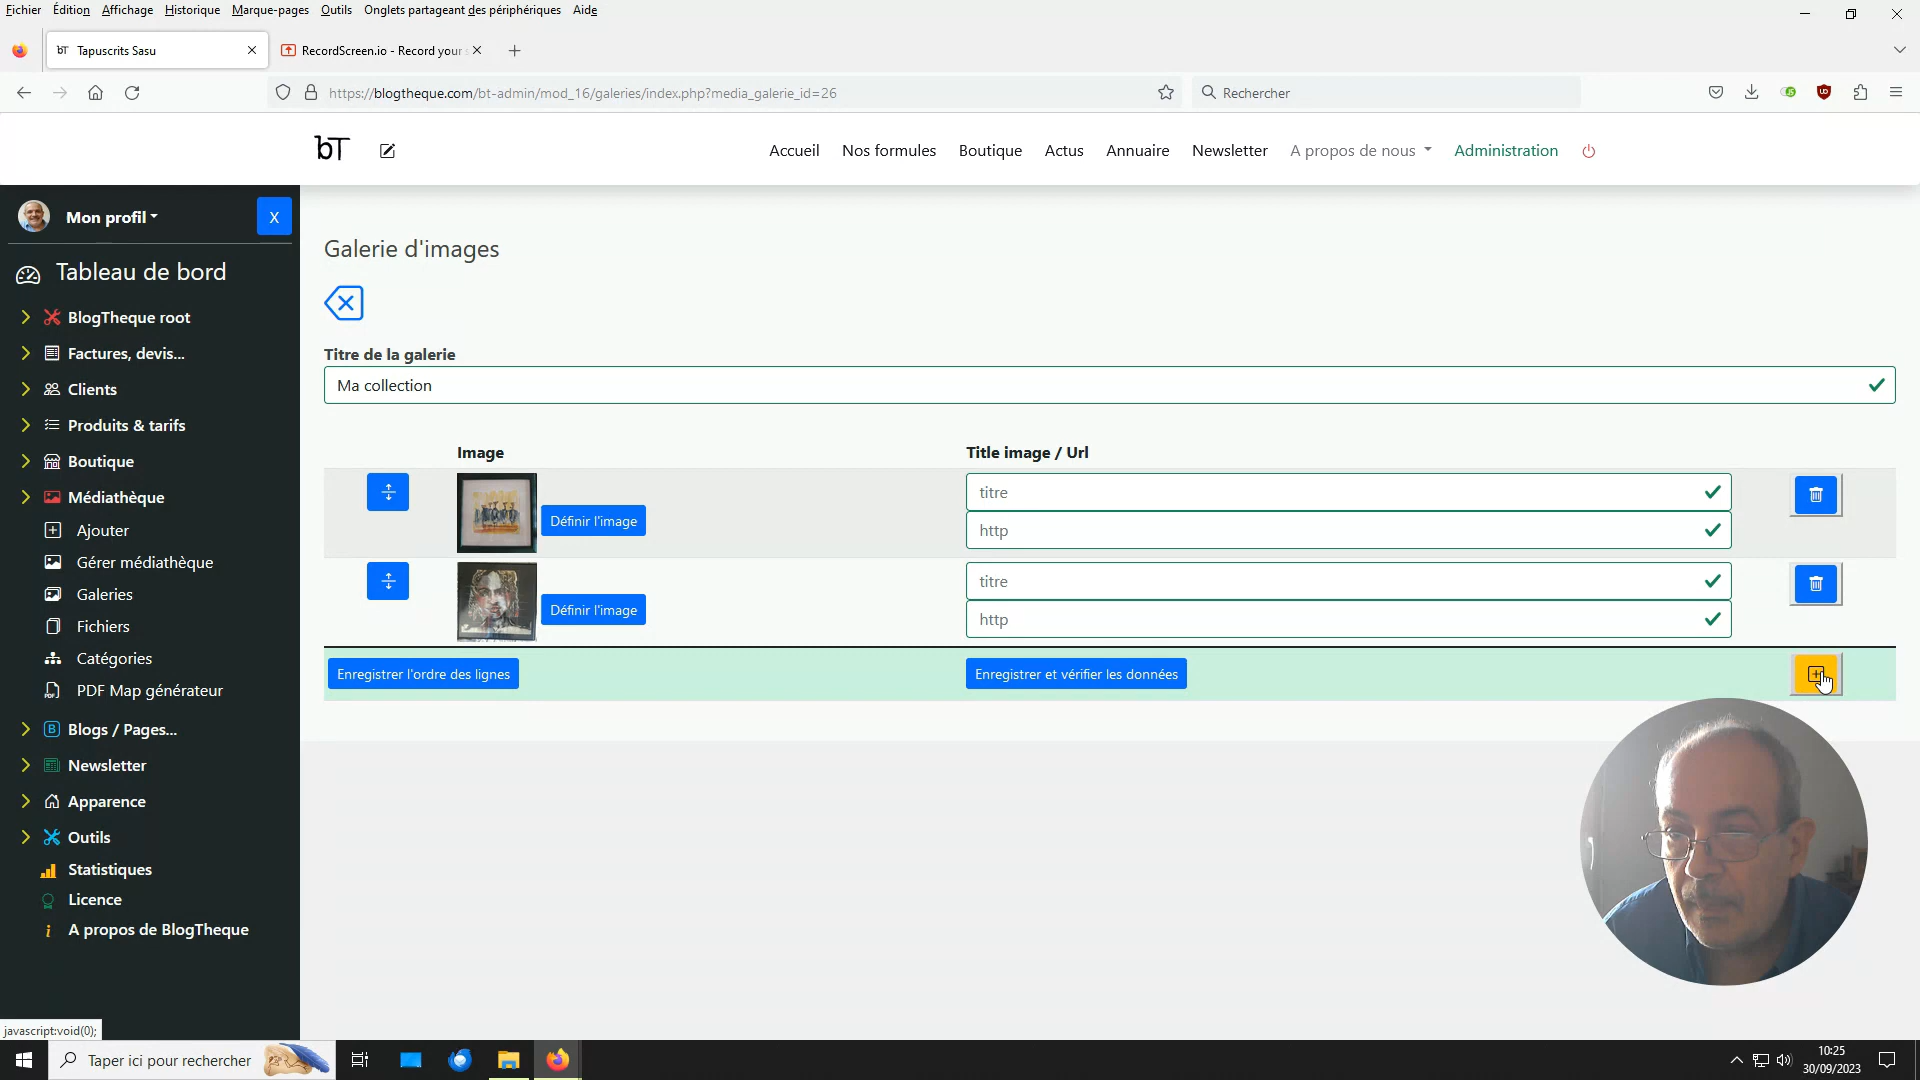 Fichier Édition Affichage Historique Marque-pages Outils Onglets partageant des périphériques Aide
bT Tapuscrits Sasu
RecordScreen.io - Record your
https://blogtheque.com/bt-admin/mod_16/galeries/index.php?media_galerie_id=26
Rechercher
bT
Accueil Nos formules Boutique Actus Annuaire Newsletter A propos de nous Administration
Mon profil
X
Tableau de bord
BlogTheque root
Factures, devis...
Clients
Produits & tarifs
Boutique
Médiathèque
Ajouter
Gérer médiathèque
Galeries
Fichiers
Catégories
PDF Map générateur
Blogs / Pages...
Newsletter
Apparence
Outils
Statistiques
Licence
A propos de BlogTheque
Galerie d'images
Titre de la galerie
Ma collection
Image Title image / Url
titre
Définir l'image
http
titre
Définir l'image
http
Enregistrer l'ordre des lignes Enregistrer et vérifier les données
javascript:void(0);
Taper ici pour rechercher
10:25
30/09/2023